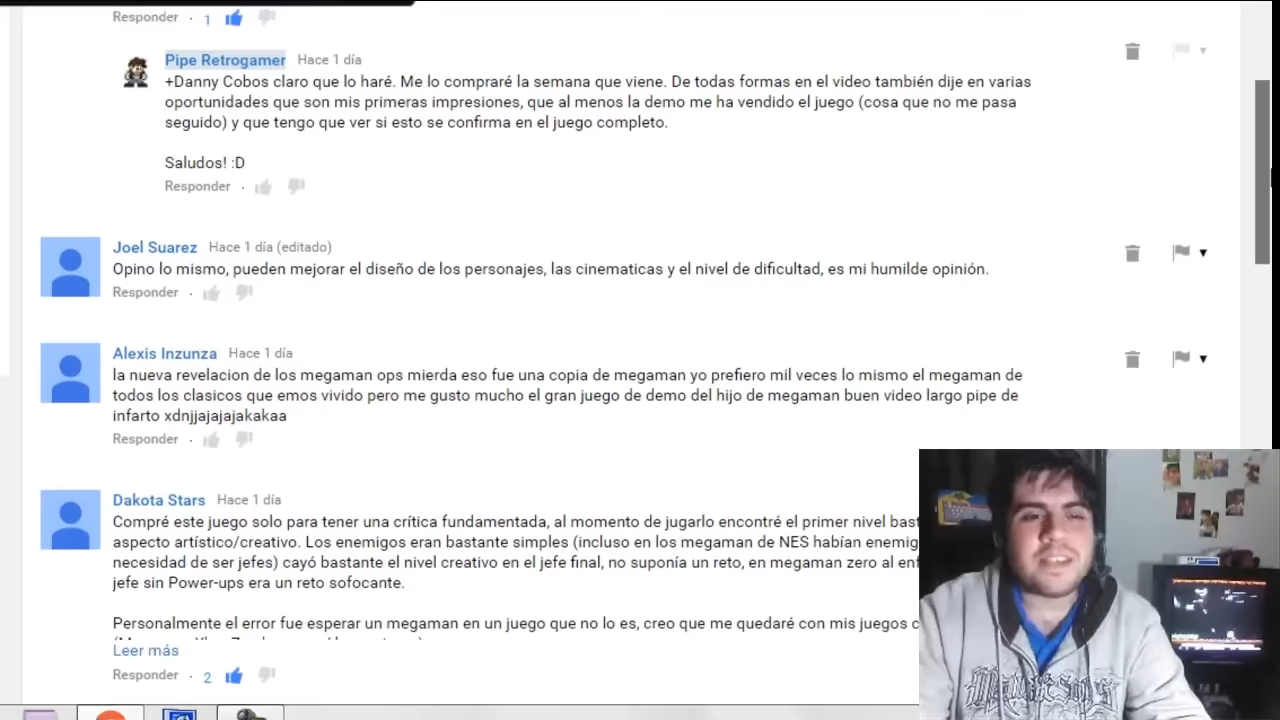 Responder · 1
Pipe Retrogamer Hace 1 día
+Danny Cobos claro que lo haré. Me lo compraré la semana que viene. De todas formas en el video también dije en varias
oportunidades que son mis primeras impresiones, que al menos la demo me ha vendido el juego (cosa que no me pasa
seguido) y que tengo que ver si esto se confirma en el juego completo.
Saludos! :D
Responder ·
Joel Suarez Hace 1 día (editado)
Opino lo mismo, pueden mejorar el diseño de los personajes, las cinematicas y el nivel de dificultad, es mi humilde opinión.
Responder ·
Alexis Inzunza Hace 1 día
la nueva revelacion de los megaman ops mierda eso fue una copia de megaman yo prefiero mil veces lo mismo el megaman de
todos los clasicos que emos vivido pero me gusto mucho el gran juego de demo del hijo de megaman buen video largo pipe de
infarto xdnjjajajajakakaa
Responder ·
Dakota Stars Hace 1 día
Compré este juego solo para tener una crítica fundamentada, al momento de jugarlo encontré el primer nivel bast
aspecto artístico/creativo. Los enemigos eran bastante simples (incluso en los megaman de NES habían enemig
necesidad de ser jefes) cayó bastante el nivel creativo en el jefe final, no suponía un reto, en megaman zero al enf
jefe sin Power-ups era un reto sofocante.
Personalmente el error fue esperar un megaman en un juego que no lo es, creo que me quedaré con mis juegos c
Leer más
Responder · 2